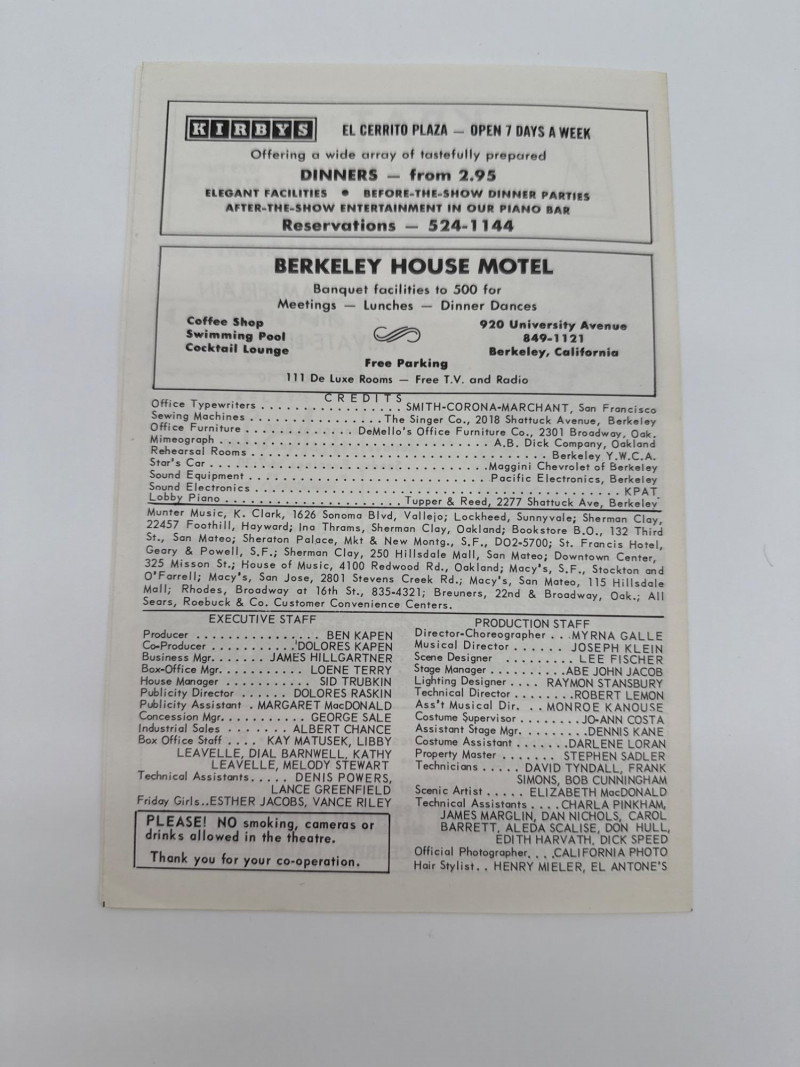 KIRBYS EL CERRITO PLAZA — OPEN 7 DAYS A WEEK
Offering a wide array of tastefully prepared
DINNERS — from 2.95
ELEGANT FACILITIES • BEFORE-THE-SHOW DINNER PARTIES
AFTER-THE-SHOW ENTERTAINMENT IN OUR PIANO BAR
Reservations — 524-1144
BERKELEY HOUSE MOTEL
Banquet facilities to 500 for
Meetings — Lunches — Dinner Dances
Coffee Shop
Swimming Pool
Cocktail Lounge
920 University Avenue
849-1121
Berkeley, California
Free Parking
111 De Luxe Rooms — Free T.V. and Radio
CREDITS
Office Typewriters . . . . . . . . . . . . . . . . SMITH-CORONA-MARCHANT, San Francisco
Sewing Machines . . . . . . . . . . . . . . . The Singer Co., 2018 Shattuck Avenue, Berkeley
Office Furniture . . . . . . . . . . . . DeMello's Office Furniture Co., 2301 Broadway, Oak.
Mimeograph . . . . . . . . . . . . . . . . . . . . . . . . . . . . . A.B. Dick Company, Oakland
Rehearsal Rooms . . . . . . . . . . . . . . . . . . . . . . . . . . . . . . . . Berkeley Y.W.C.A.
Star's Car . . . . . . . . . . . . . . . . . . . . . . . . . . . . . Maggini Chevrolet of Berkeley
Sound Equipment . . . . . . . . . . . . . . . . . . . . . . . . . Pacific Electronics, Berkeley
Sound Electronics . . . . . . . . . . . . . . . . . . . . . . . . . . . . . . . . . . . . . . KPAT
Lobby Piano . . . . . . . . . . . . . . . . . . . Tupper & Reed, 2277 Shattuck Ave, Berkeley
Munter Music, K. Clark, 1626 Sonoma Blvd, Vallejo; Lockheed, Sunnyvale; Sherman Clay,
22457 Foothill, Hayward; Ina Thrams, Sherman Clay, Oakland; Bookstore B.O., 132 Third
St., San Mateo; Sheraton Palace, Mkt & New Montg., S.F., DO2-5700; St. Francis Hotel,
Geary & Powell, S.F.; Sherman Clay, 250 Hillsdale Mall, San Mateo; Downtown Center,
325 Misson St.; House of Music, 4100 Redwood Rd., Oakland; Macy's, S.F., Stockton and
O'Farrell; Macy's, San Jose, 2801 Stevens Creek Rd.; Macy's, San Mateo, 115 Hillsdale
Mall; Rhodes, Broadway at 16th St., 835-4321; Breuners, 22nd & Broadway, Oak.; All
Sears, Roebuck & Co. Customer Convenience Centers.
EXECUTIVE STAFF
Producer . . . . . . . . . . . . . . . . BEN KAPEN
Co-Producer . . . . . . . . . . . DOLORES KAPEN
Business Mgr. . . . . . . JAMES HILLGARTNER
Box-Office Mgr. . . . . . . . . . . . LOENE TERRY
House Manager . . . . . . . . . . . SID TRUBKIN
Publicity Director . . . . . . DOLORES RASKIN
Publicity Assistant . MARGARET MacDONALD
Concession Mgr. . . . . . . . . . . . GEORGE SALE
Industrial Sales . . . . . . . . ALBERT CHANCE
Box Office Staff . . . . KAY MATUSEK, LIBBY
LEAVELLE, DIAL BARNWELL, KATHY
LEAVELLE, MELODY STEWART
Technical Assistants . . . . . DENIS POWERS,
LANCE GREENFIELD
Friday Girls . . ESTHER JACOBS, VANCE RILEY
PLEASE! NO smoking, cameras or
drinks allowed in the theatre.
Thank you for your co-operation.
PRODUCTION STAFF
Director-Choreographer . . . MYRNA GALLE
Musical Director . . . . . . JOSEPH KLEIN
Scene Designer . . . . . . . . . LEE FISCHER
Stage Manager . . . . . . . . . . ABE JOHN JACOB
Lighting Designer . . . . RAYMON STANSBURY
Technical Director . . . . . . . . ROBERT LEMON
Ass't Musical Dir. . . MONROE KANOUSE
Costume Supervisor . . . . . . . . JO-ANN COSTA
Assistant Stage Mgr. . . . . . . . . DENNIS KANE
Costume Assistant . . . . . . . DARLENE LORAN
Property Master . . . . . . . STEPHEN SADLER
Technicians . . . . . DAVID TYNDALL, FRANK
SIMONS, BOB CUNNINGHAM
Scenic Artist . . . . . ELIZABETH MacDONALD
Technical Assistants . . . . CHARLA PINKHAM,
JAMES MARGLIN, DAN NICHOLS, CAROL
BARRETT, ALEDA SCALISE, DON HULL,
EDITH HARVATH, DICK SPEED
Official Photographer. . . . CALIFORNIA PHOTO
Hair Stylist . . HENRY MIELER, EL ANTONE'S